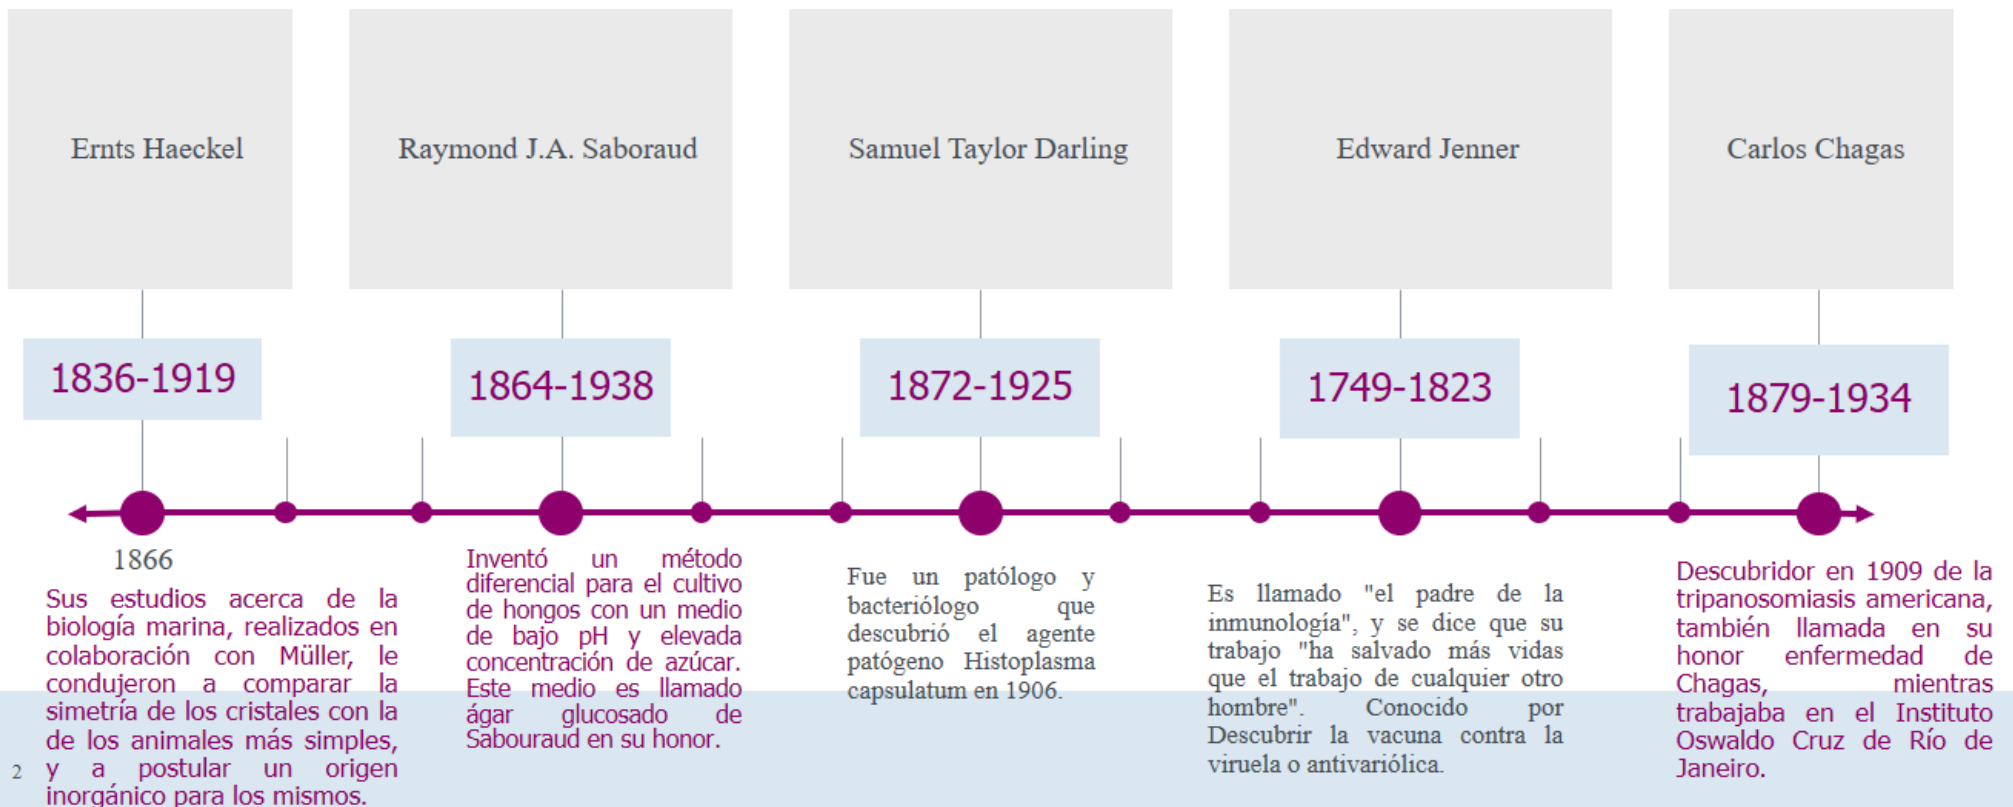 Ernts Haeckel
Raymond J.A. Saboraud
Samuel Taylor Darling
Edward Jenner
Carlos Chagas
1836-1919
1864-1938
1872-1925
1749-1823
1879-1934
1866
Sus estudios acerca de la
biología marina, realizados en
colaboración con Müller, le
condujeron a comparar la
simetría de los cristales con la
de los animales más simples,
y a postular un origen
inorgánico para los mismos.
Inventó un método
diferencial para el cultivo
de hongos con un medio
de bajo pH y elevada
concentración de azúcar.
Este medio es llamado
ágar glucosado de
Sabouraud en su honor.
Fue un patólogo y
bacteriólogo que
descubrió el agente
patógeno Histoplasma
capsulatum en 1906.
Es llamado "el padre de la
inmunología", y se dice que su
trabajo "ha salvado más vidas
que el trabajo de cualquier otro
hombre". Conocido por
Descubrir la vacuna contra la
viruela o antivariólica.
Descubridor en 1909 de la
tripanosomiasis americana,
también llamada en su
honor enfermedad de
Chagas, mientras
trabajaba en el Instituto
Oswaldo Cruz de Río de
Janeiro.
2